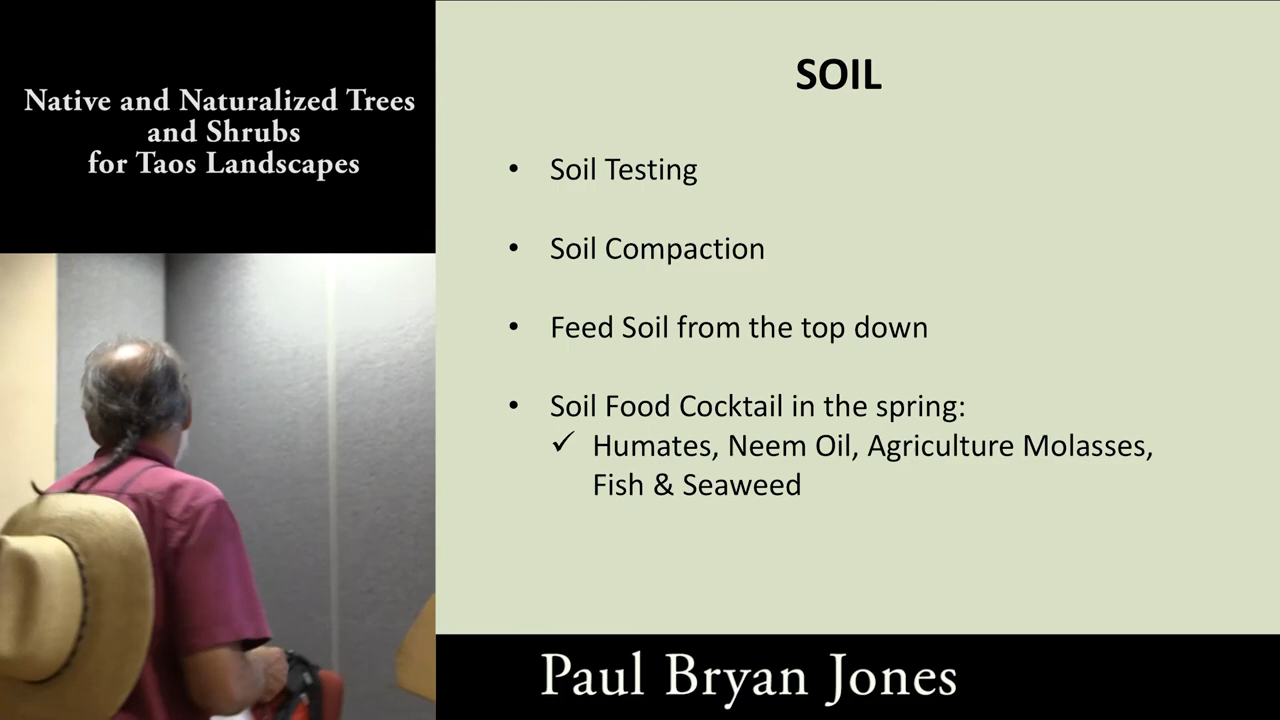 Native and Naturalized Trees
and Shrubs
for Taos Landscapes
SOIL
• Soil Testing
• Soil Compaction
• Feed Soil from the top down
• Soil Food Cocktail in the spring:
✓ Humates, Neem Oil, Agriculture Molasses,
Fish & Seaweed
Paul Bryan Jones